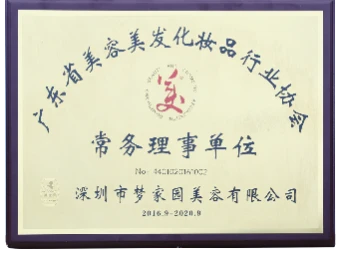 广东省美容美发化妆品行业协会
美
常务理事单位
深圳市梦家园美容有限公司
2016.9-2020.9